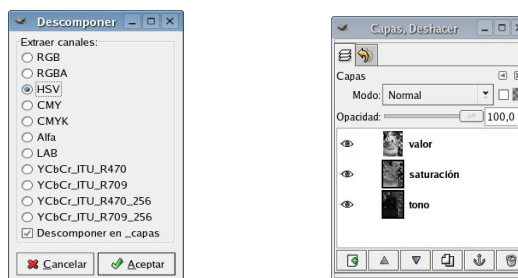 Descomponer
Extraer canales:
RGB
RGBA
HSV
CMY
CMYK
Alfa
LAB
YCbCr_ITU_R470
YCbCr_ITU_R709
YCbCr_ITU_R470_256
YCbCr_ITU_R709_256
Descomponer en _capas
Cancelar
Aceptar
Capas, Deshacer
Capas
Modo: Normal
Opacidad: 100,0
valor
saturación
tono